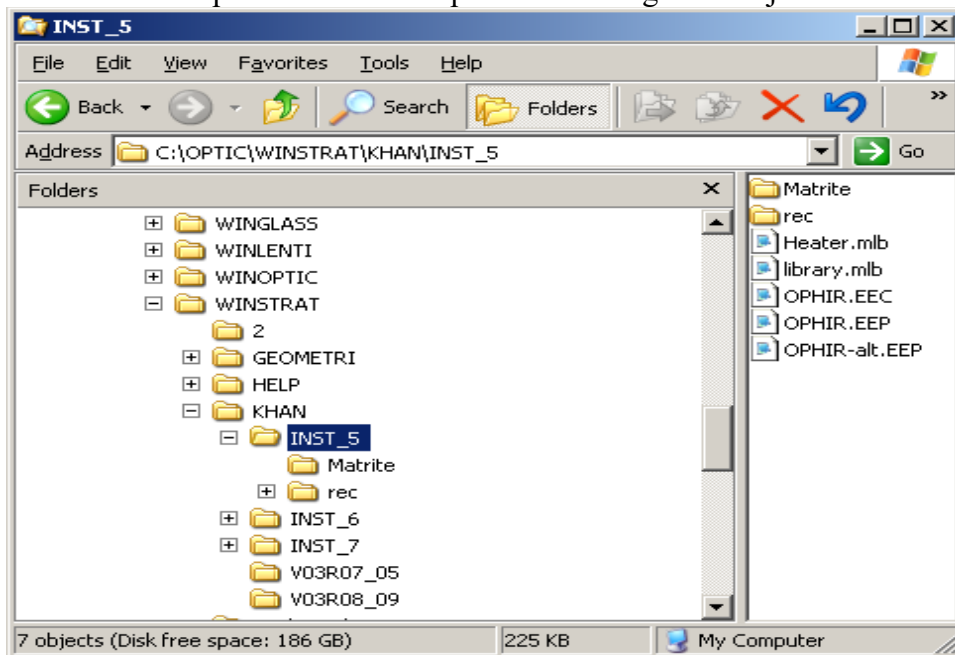 INST_5
File Edit View Favorites Tools Help
Back Search Folders »
Address C:\OPTIC\WINSTRAT\KHAN\INST_5 Go
Folders
WINGLASS
WINLENTI
WINOPTIC
WINSTRAT
2
GEOMETRI
HELP
KHAN
INST_5
Matrite
rec
INST_6
INST_7
V03R07_05
V03R08_09
Matrite
rec
Heater.mlb
library.mlb
OPHIR.EEC
OPHIR.EEP
OPHIR-alt.EEP
7 objects (Disk free space: 186 GB) 225 KB My Computer